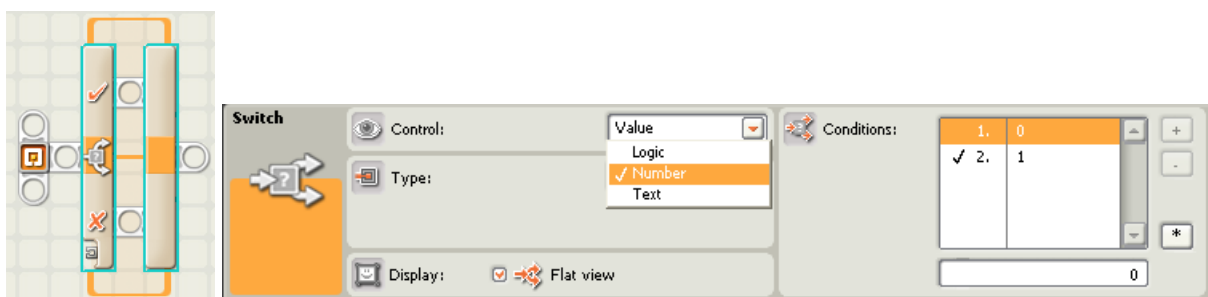 Switch
Control:
Value
Logic
Number
Text
Type:
Display:
Flat view
Conditions:
1. 0
2. 1
+
-
*
0